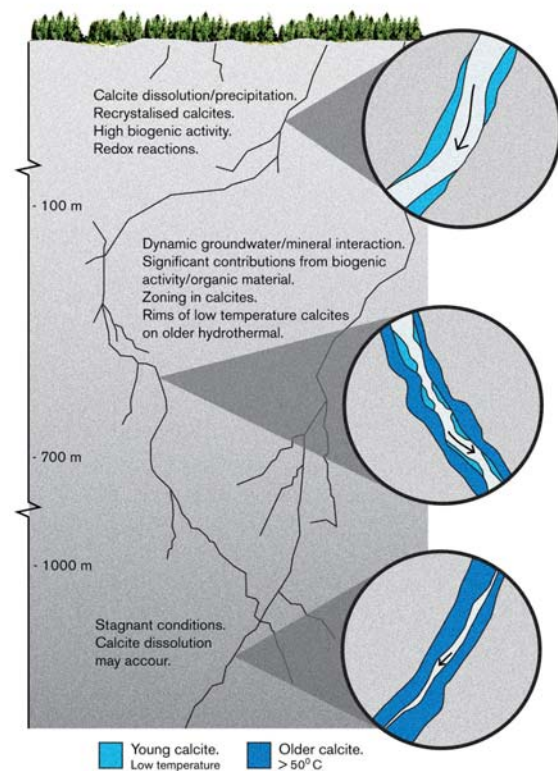 Calcite dissolution/precipitation.
Recrystalised calcites.
High biogenic activity.
Redox reactions.
- 100 m
Dynamic groundwater/mineral interaction.
Significant contributions from biogenic
activity/organic material.
Zoning in calcites.
Rims of low temperature calcites
on older hydrothermal.
- 700 m
- 1000 m
Stagnant conditions.
Calcite dissolution
may accour.
Young calcite.
Low temperature
Older calcite.
> 50⁰ C